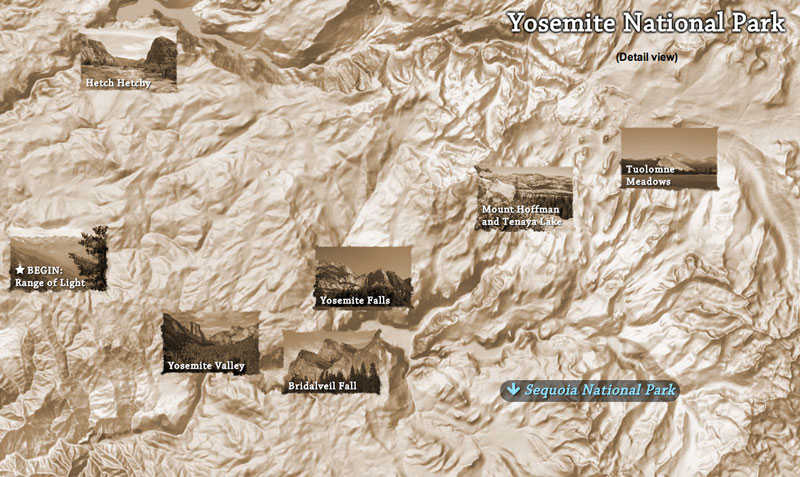 Yosemite National Park
(Detail view)
Hetch Hetchy
Tuolomne
Meadows
Mount Hoffman
and Tenaya Lake
★ BEGIN:
Range of Light
Yosemite Falls
Yosemite Valley
Bridalveil Fall
Sequoia National Park